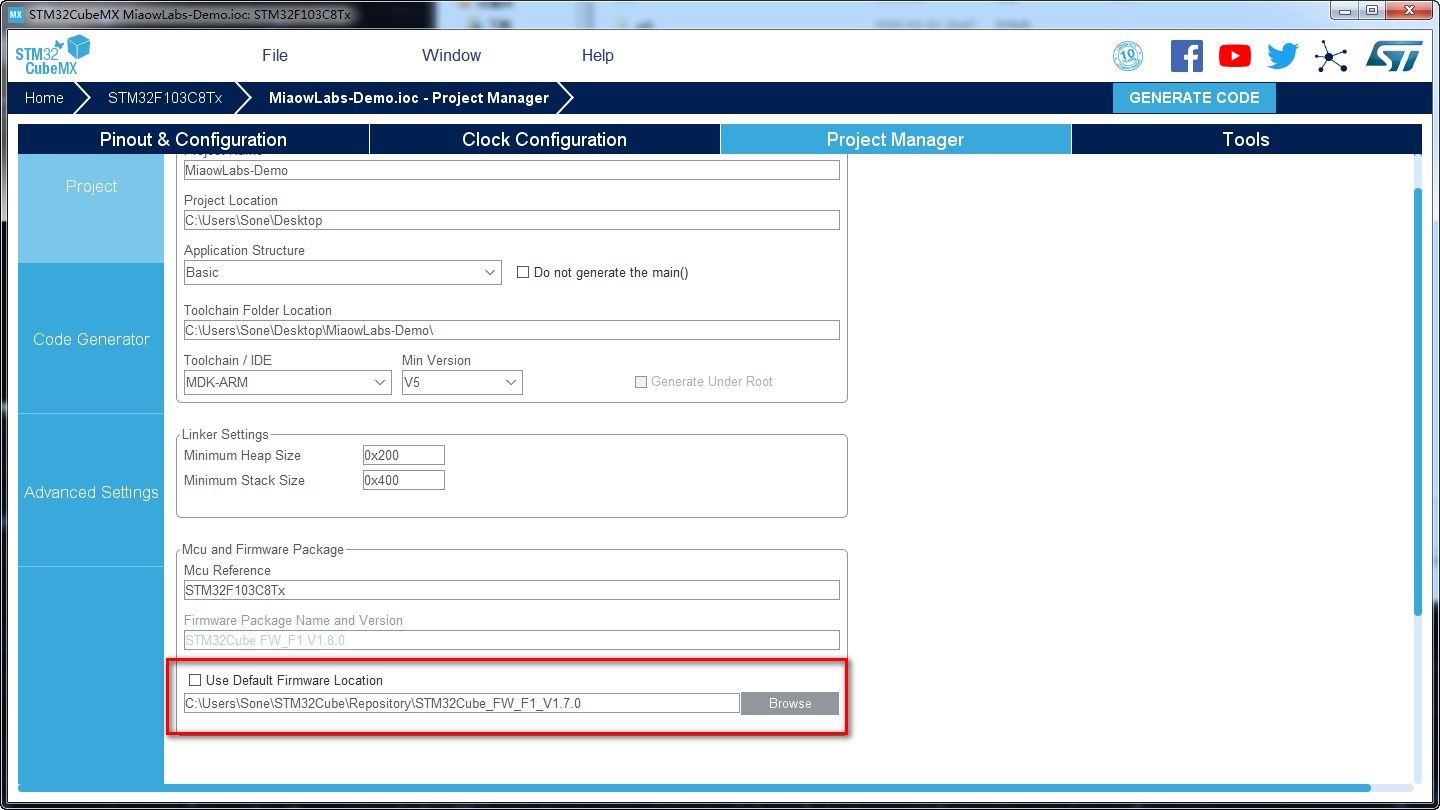 MX STM32CubeMX MiaowLabs-Demo.ioc: STM32F103C8Tx
STM32 CubeMX
File Window Help
10
Home STM32F103C8Tx MiaowLabs-Demo.ioc - Project Manager GENERATE CODE
Pinout & Configuration Clock Configuration Project Manager Tools
Project
Code Generator
Advanced Settings
Project Name
MiaowLabs-Demo
Project Location
C:\Users\Sone\Desktop
Application Structure
Basic Do not generate the main()
Toolchain Folder Location
C:\Users\Sone\Desktop\MiaowLabs-Demo\
Toolchain / IDE Min Version
MDK-ARM V5 Generate Under Root
Linker Settings
Minimum Heap Size 0x200
Minimum Stack Size 0x400
Mcu and Firmware Package
Mcu Reference
STM32F103C8Tx
Firmware Package Name and Version
STM32Cube FW_F1 V1.8.0
Use Default Firmware Location
C:\Users\Sone\STM32Cube\Repository\STM32Cube_FW_F1_V1.7.0 Browse